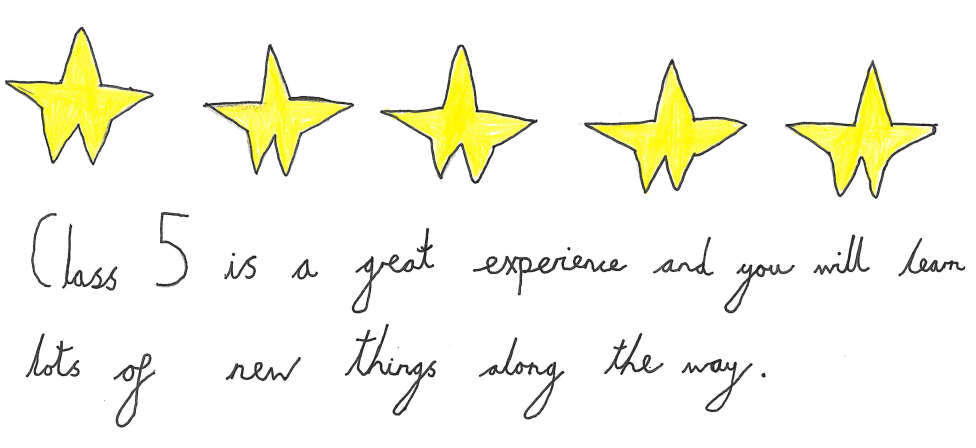 Class 5 is a great experience and you will learn
lots of new things along the way.